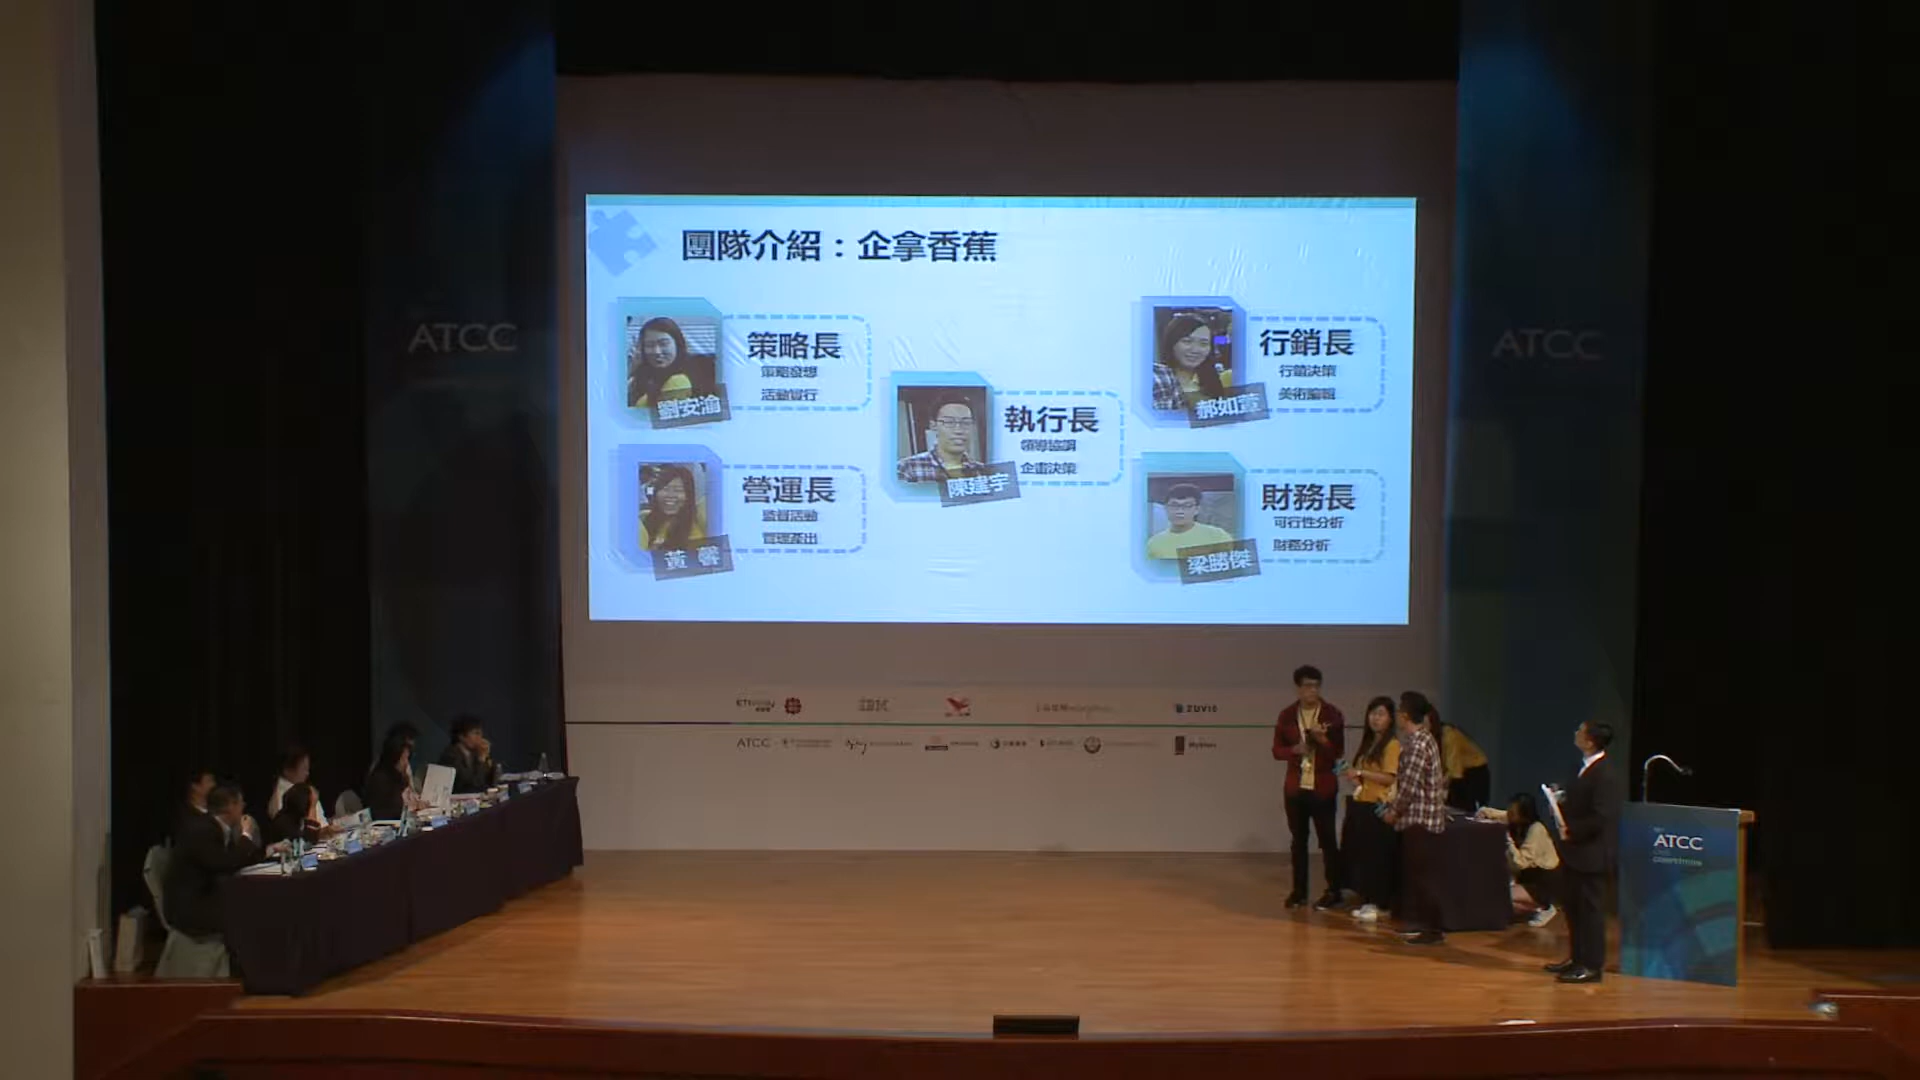 團隊介紹：企拿香蕉
策略長
策略發想
活動實行
劉安渝
營運長
監督活動
管理產出
黃馨
執行長
領導協調
企畫決策
陳建宇
行銷長
行銷決策
美術編輯
郝如萱
財務長
可行性分析
財務分析
梁勝傑
ATCC
ATCC
IBM
ZUVIO
ATCC
ATCC